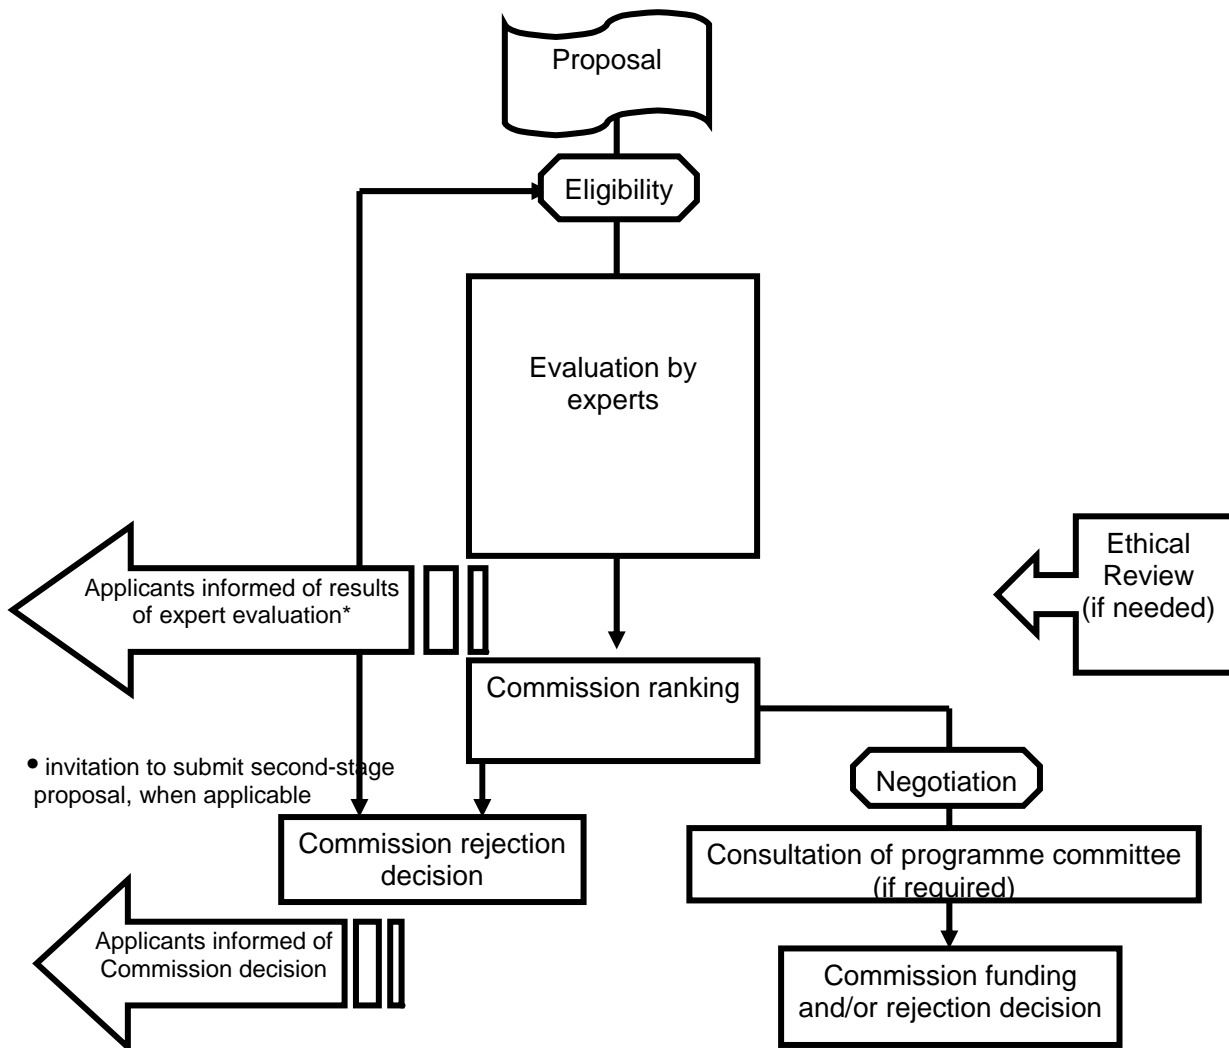 Proposal
Eligibility
Evaluation by
experts
Ethical
Review
(if needed)
Applicants informed of results
of expert evaluation*
Commission ranking
• invitation to submit second-stage
proposal, when applicable
Negotiation
Commission rejection
decision
Consultation of programme committee
(if required)
Applicants informed of
Commission decision
Commission funding
and/or rejection decision